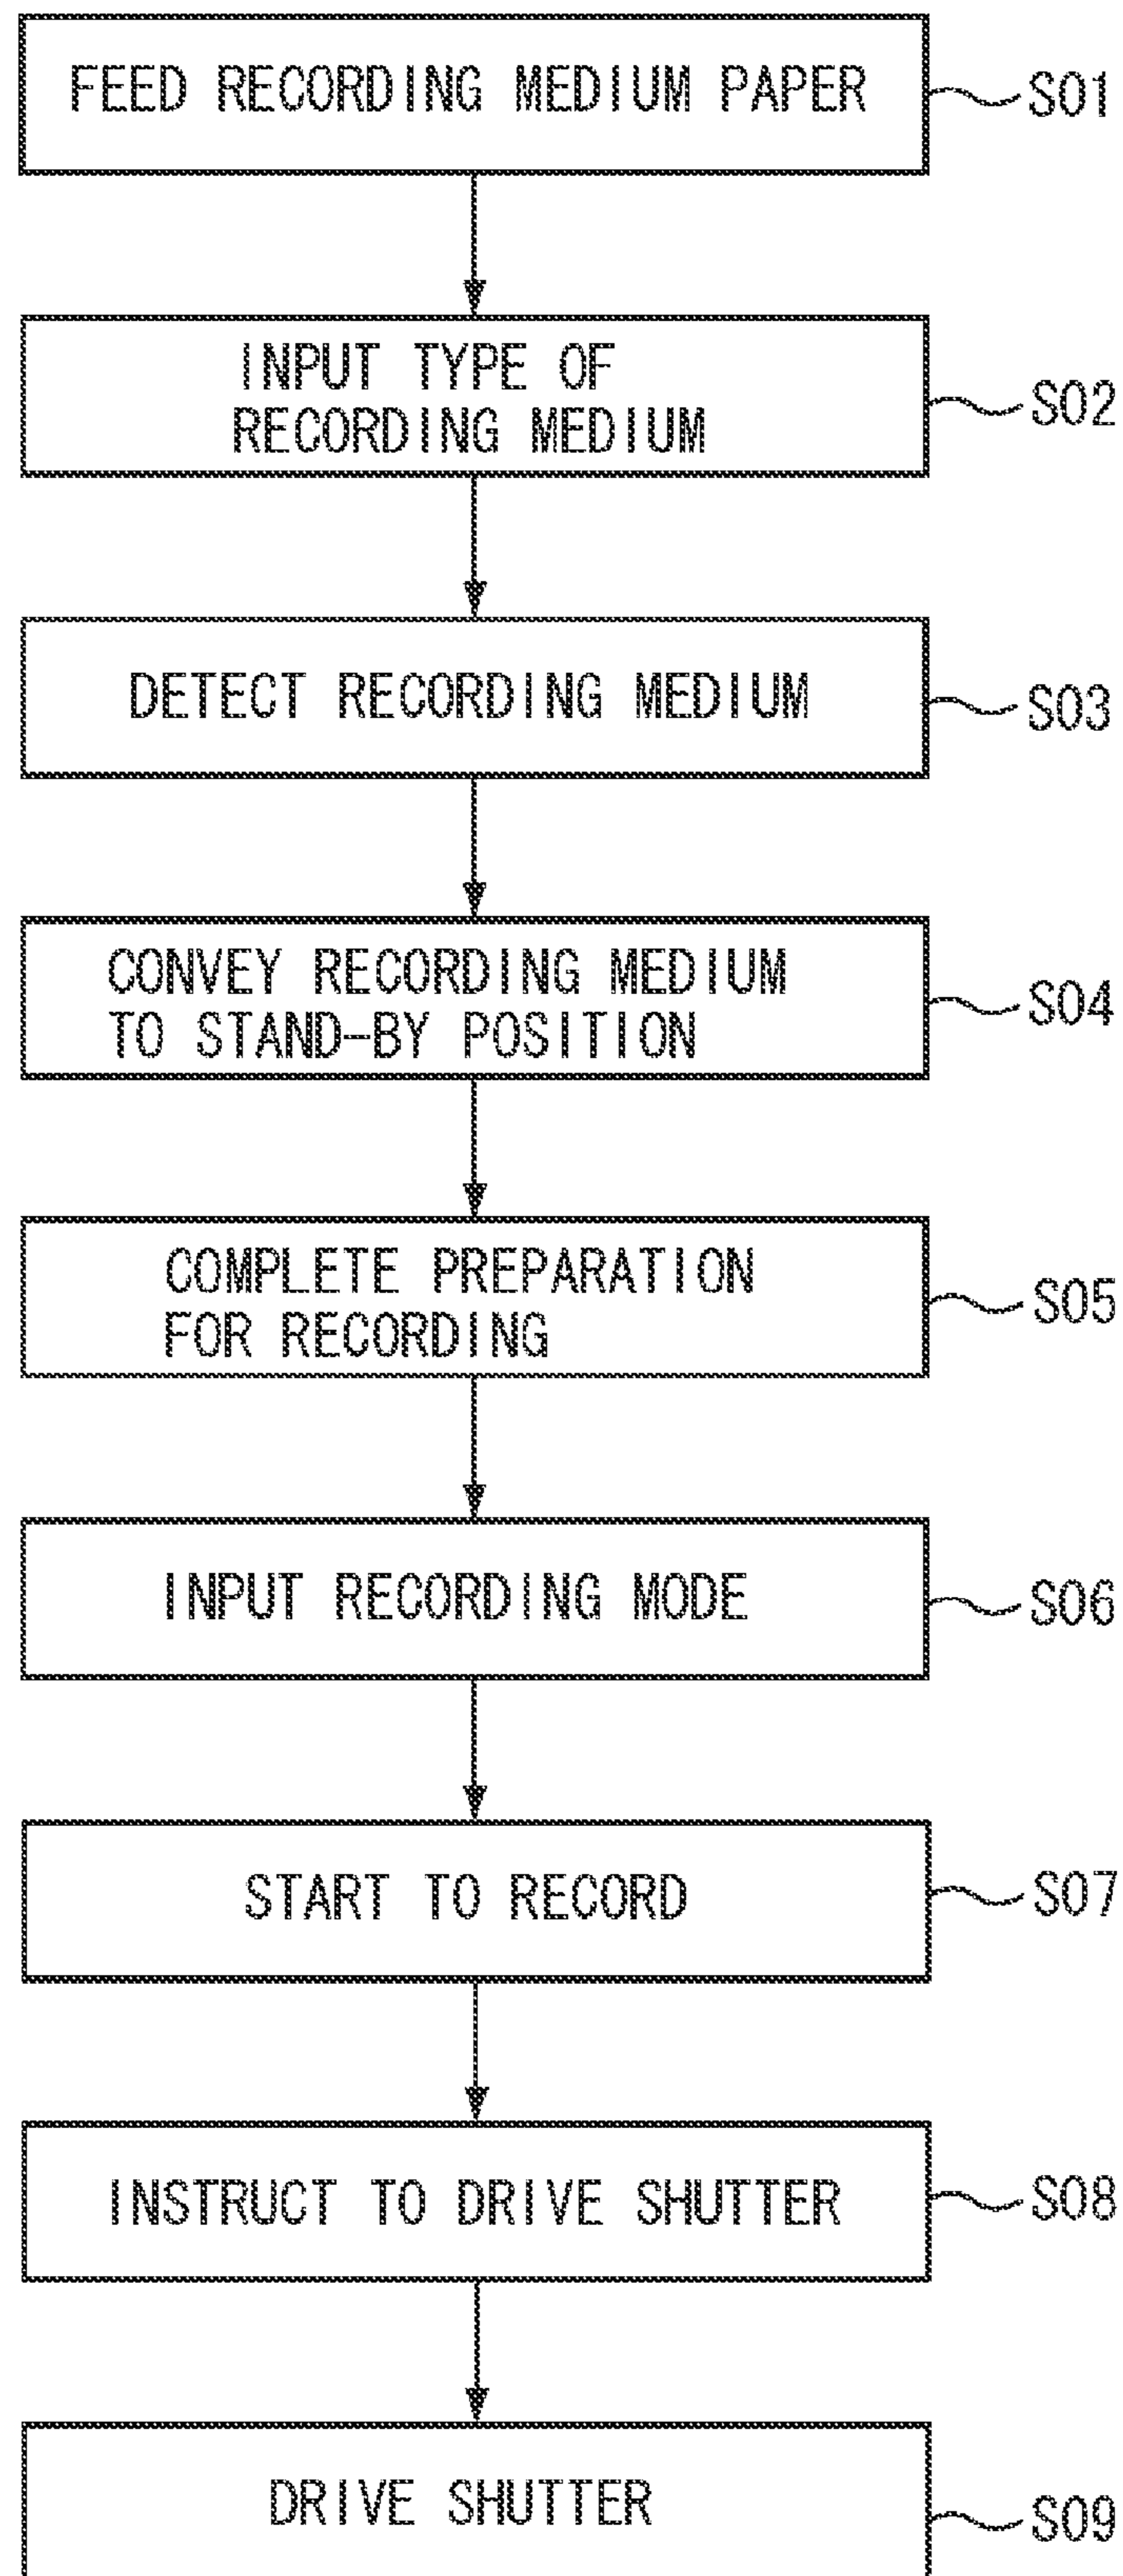 FEED RECORDING MEDIUM PAPER
S01
INPUT TYPE OF
RECORDING MEDIUM
S02
DETECT RECORDING MEDIUM
S03
CONVEY RECORDING MEDIUM
TO STAND-BY POSITION
S04
COMPLETE PREPARATION
FOR RECORDING
S05
INPUT RECORDING MODE
S06
START TO RECORD
S07
INSTRUCT TO DRIVE SHUTTER
S08
DRIVE SHUTTER
S09